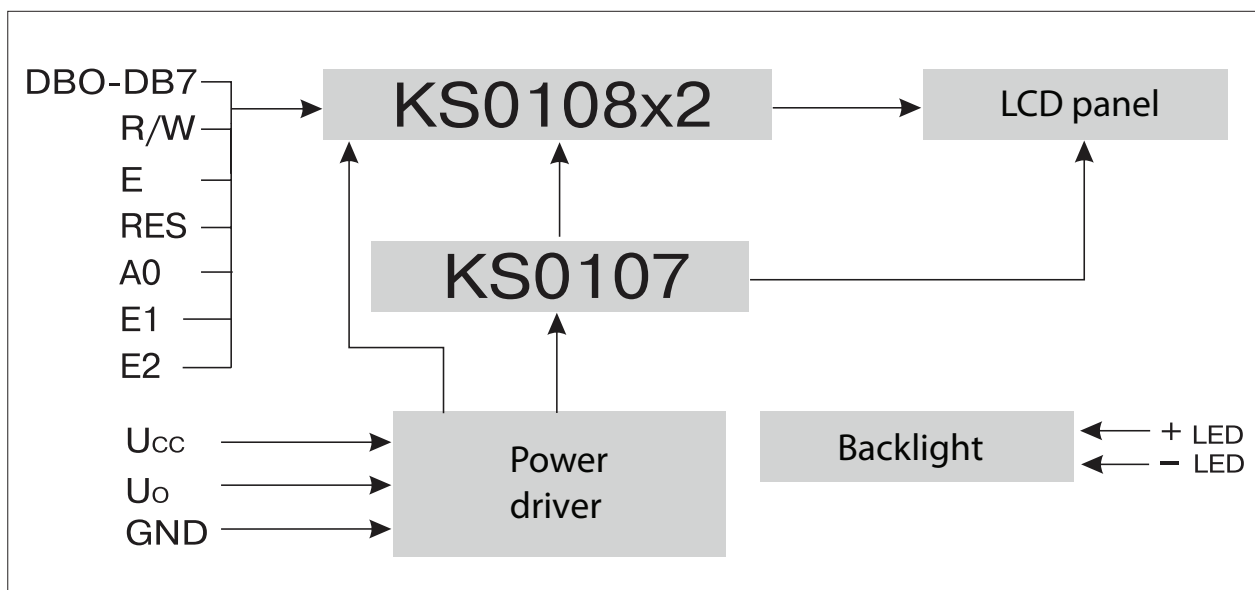 DBO-DB7
R/W
E
RES
A0
E1
E2
KS0108x2
LCD panel
KS0107
Ucc
Uo
GND
Power
driver
Backlight
+ LED
− LED